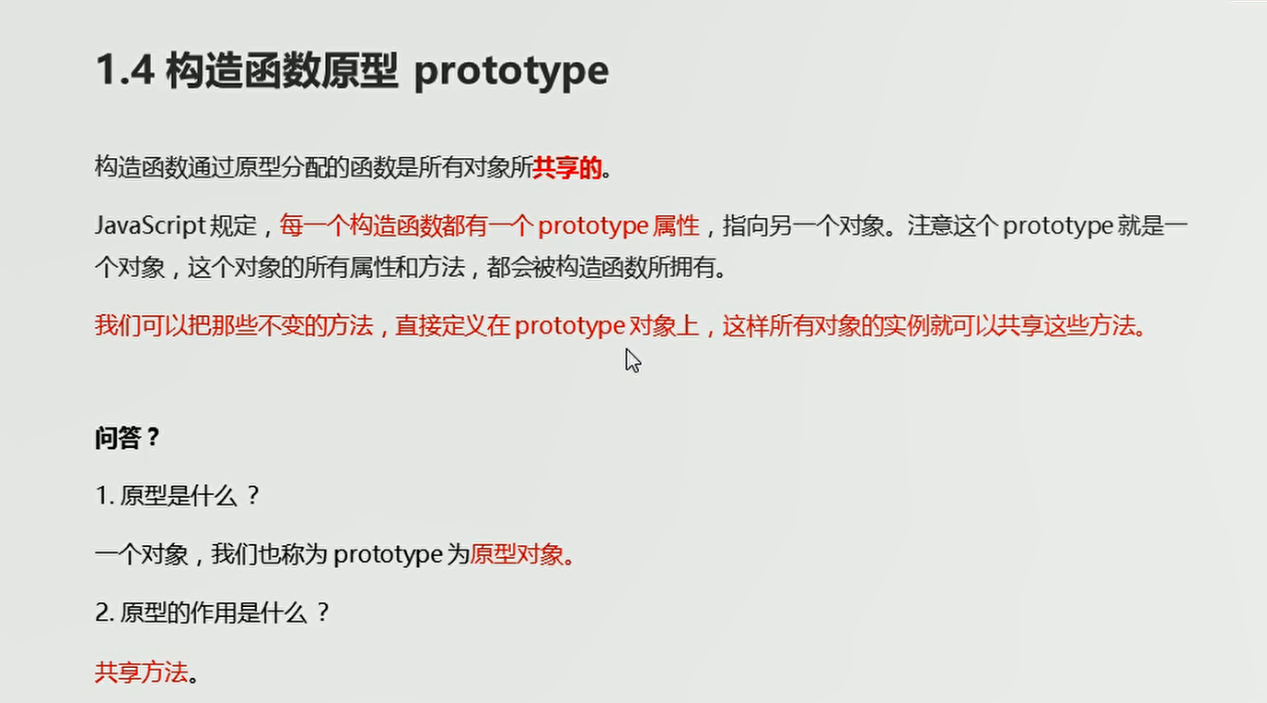 1.4 构造函数原型 prototype
构造函数通过原型分配的函数是所有对象所共享的。
JavaScript 规定，每一个构造函数都有一个 prototype 属性，指向另一个对象。注意这个 prototype 就是一
个对象，这个对象的所有属性和方法，都会被构造函数所拥有。
我们可以把那些不变的方法，直接定义在 prototype 对象上，这样所有对象的实例就可以共享这些方法。
问答？
1. 原型是什么 ？
一个对象，我们也称为 prototype 为原型对象。
2. 原型的作用是什么 ？
共享方法。